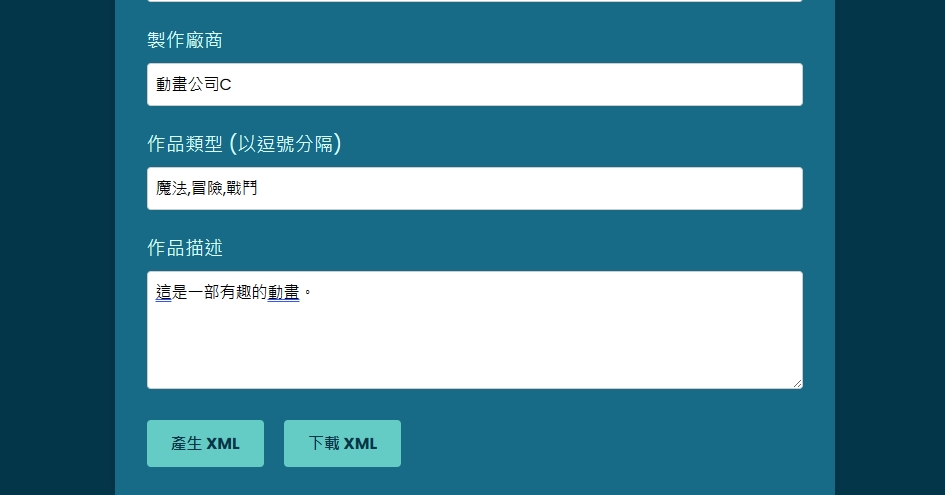 製作廠商
動畫公司C
作品類型 (以逗號分隔)
魔法,冒險,戰鬥
作品描述
這是一部有趣的動畫。
產生 XML
下載 XML